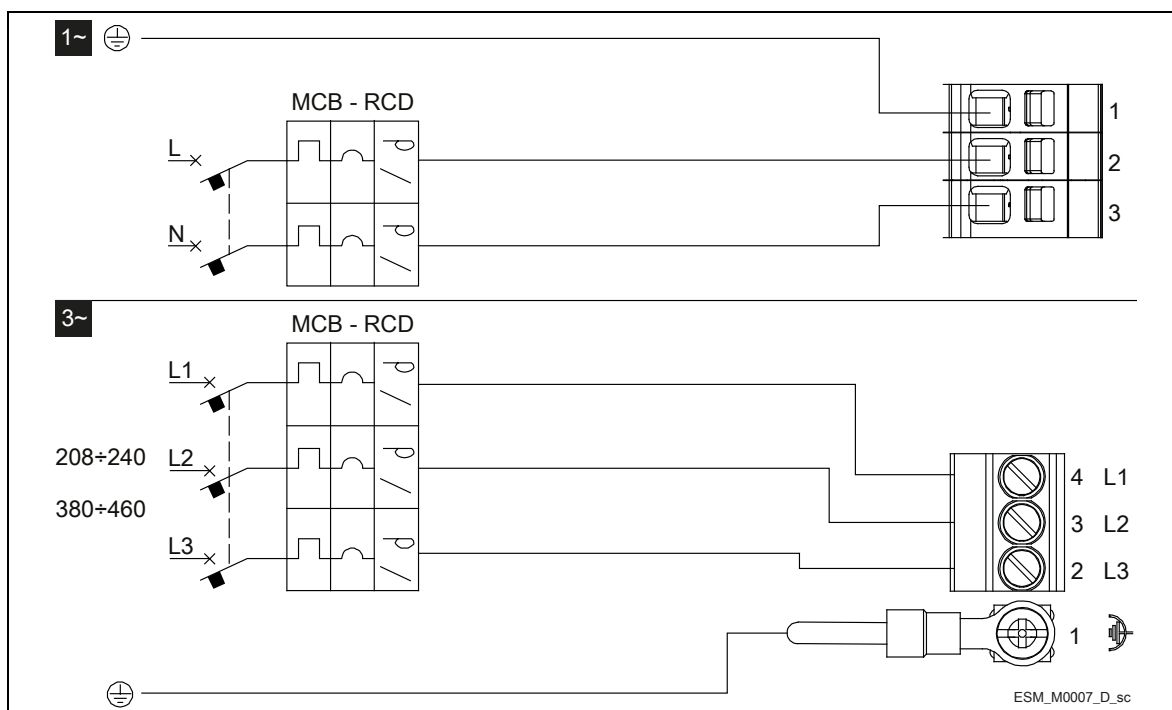 1~
MCB - RCD
L
N
1
2
3
3~
MCB - RCD
L1
208÷240 L2
380÷460
L3
4 L1
3 L2
2 L3
1
ESM_M0007_D_sc